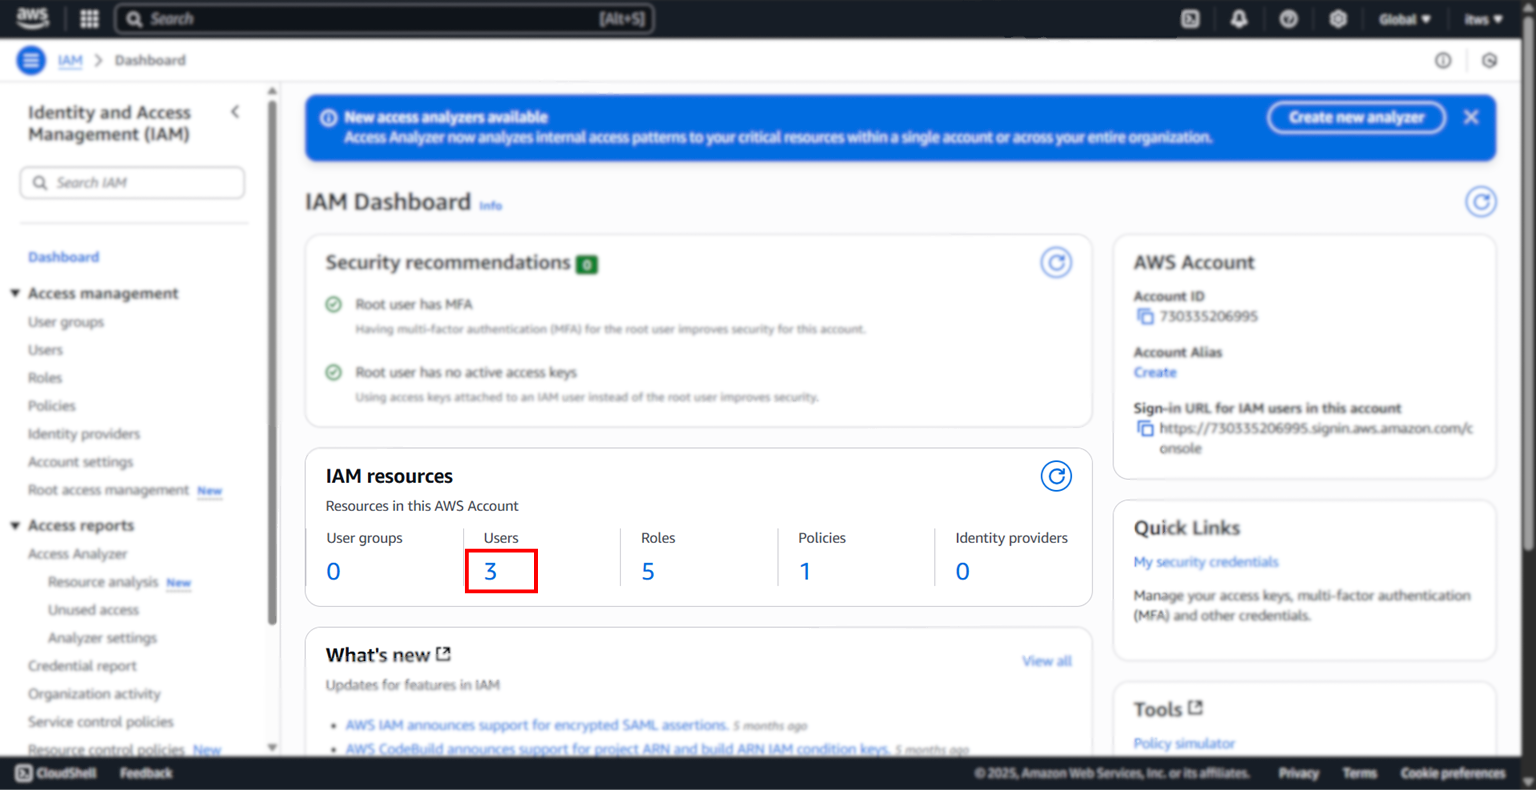 aws
Search [Alt+S]
Global ▼ itws ▼
IAM > Dashboard
Identity and Access
Management (IAM)
Search IAM
Dashboard
Access management
User groups
Users
Roles
Policies
Identity providers
Account settings
Root access management New
Access reports
Access Analyzer
Resource analysis New
Unused access
Analyzer settings
Credential report
Organization activity
Service control policies
Resource control policies New
New access analyzers available
Access Analyzer now analyzes internal access patterns to your critical resources within a single account or across your entire organization.
Create new analyzer
IAM Dashboard Info
Security recommendations 0
Root user has MFA
Having multi-factor authentication (MFA) for the root user improves security for this account.
Root user has no active access keys
Using access keys attached to an IAM user instead of the root user improves security.
IAM resources
Resources in this AWS Account
User groups Users Roles Policies Identity providers
0 3 5 1 0
What's new
View all
Updates for features in IAM
• AWS IAM announces support for encrypted SAML assertions. 5 months ago
• AWS CodeBuild announces support for project ARN and build ARN IAM condition keys. 5 months ago
AWS Account
Account ID
730335206995
Account Alias
Create
Sign-in URL for IAM users in this account
https://730335206995.signin.aws.amazon.com/c
onsole
Quick Links
My security credentials
Manage your access keys, multi-factor authentication
(MFA) and other credentials.
Tools
Policy simulator
CloudShell Feedback
© 2025, Amazon Web Services, Inc. or its affiliates. Privacy Terms Cookie preferences